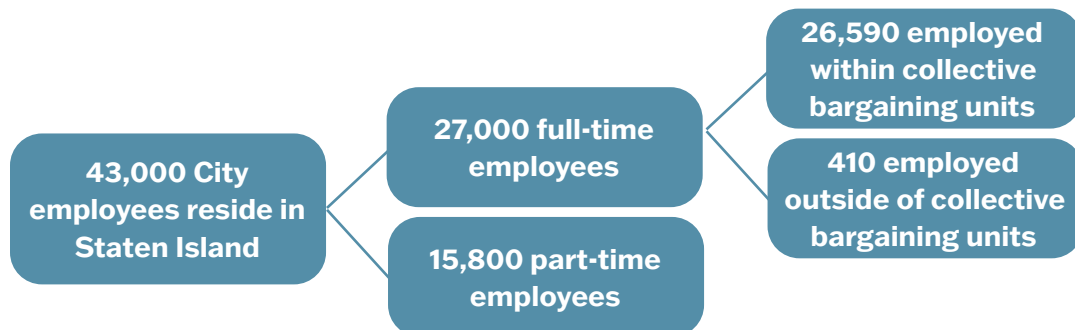 43,000 City
employees reside in
Staten Island
27,000 full-time
employees
15,800 part-time
employees
26,590 employed
within collective
bargaining units
410 employed
outside of collective
bargaining units